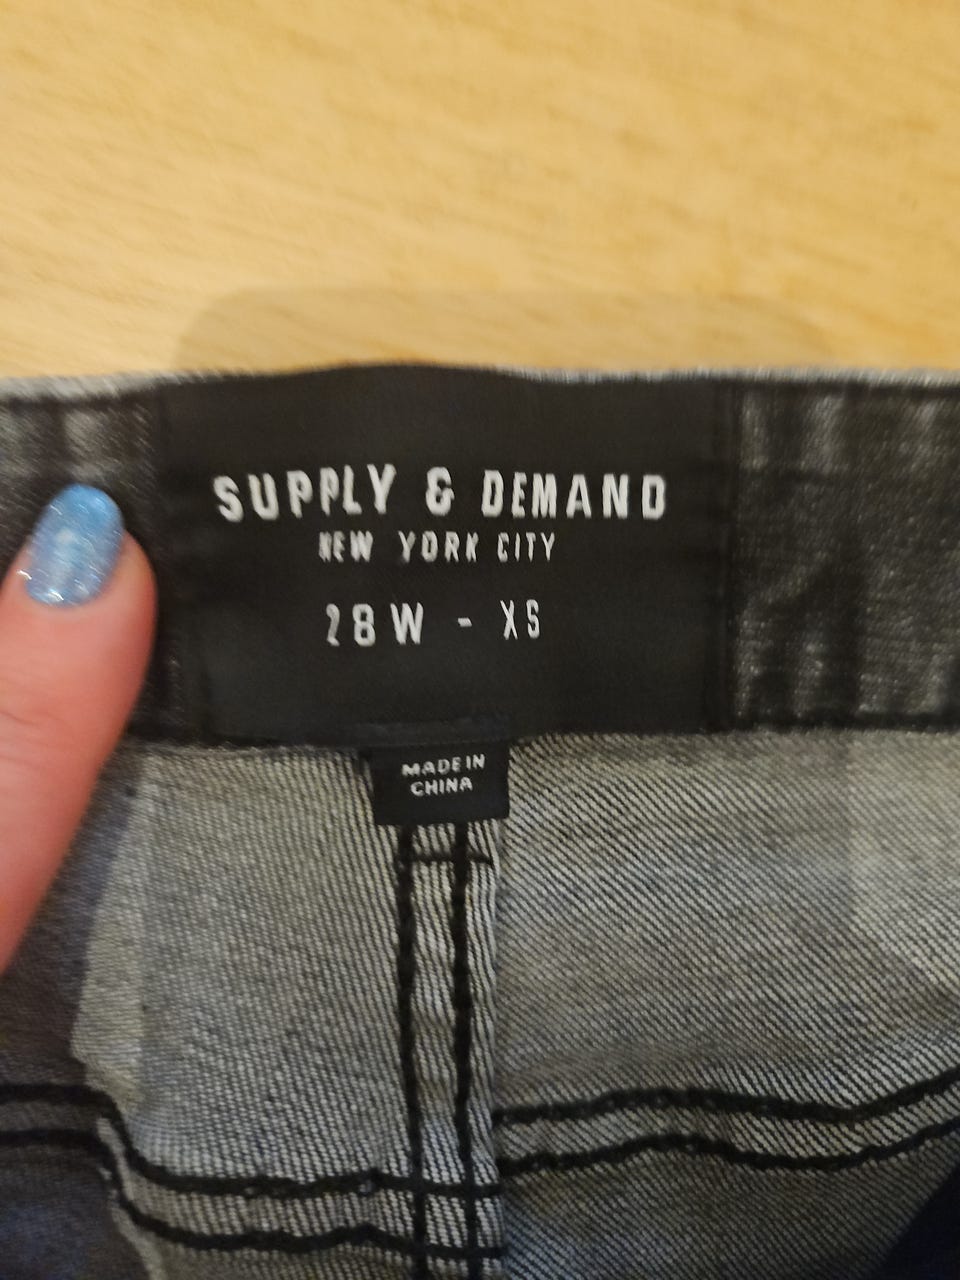 SUPPLY & DEMAND
NEW YORK CITY
28W - XS
MADE IN
CHINA